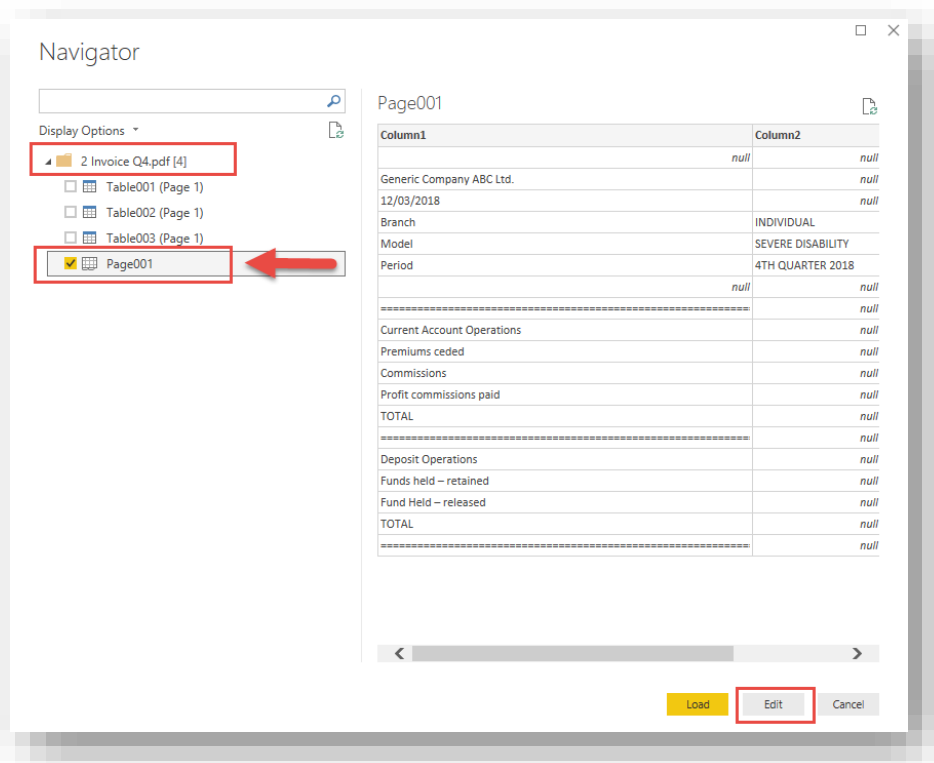 Navigator
Display Options
2 Invoice Q4.pdf [4]
Table001 (Page 1)
Table002 (Page 1)
Table003 (Page 1)
Page001
Page001
Column1 Column2
null null
Generic Company ABC Ltd. null
12/03/2018 null
Branch INDIVIDUAL
Model SEVERE DISABILITY
Period 4TH QUARTER 2018
null null
============================================================ null
Current Account Operations null
Premiums ceded null
Commissions null
Profit commissions paid null
TOTAL null
============================================================ null
Deposit Operations null
Funds held – retained null
Fund Held – released null
TOTAL null
============================================================ null
Load Edit Cancel